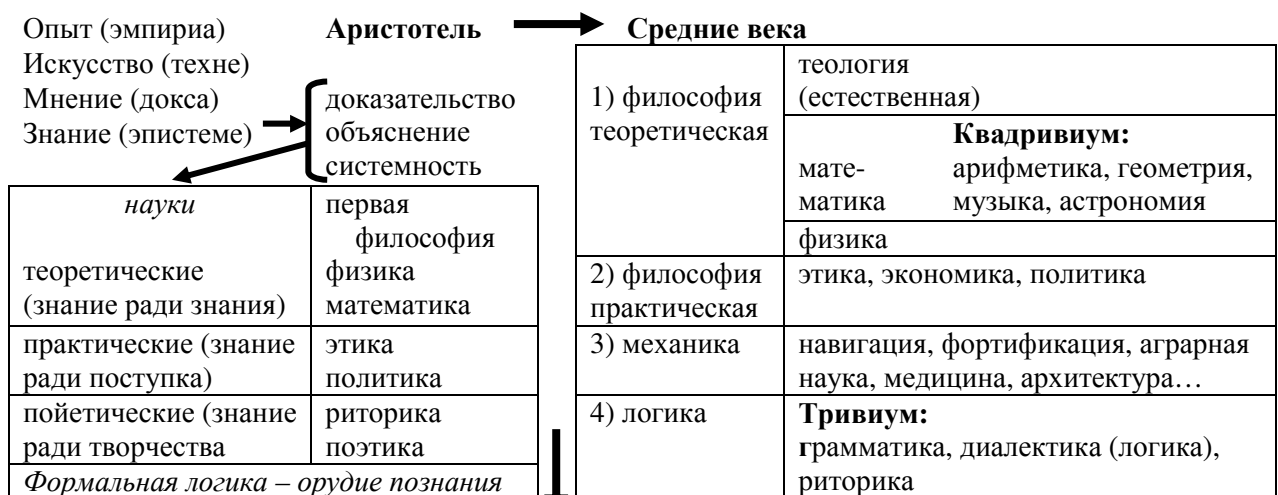 Опыт (эмпириа)
Искусство (техне)
Мнение (докса)
Знание (эпистеме)
Аристотель
доказательство
объяснение
системность
науки
теоретические
(знание ради знания)
первая
философия
физика
математика
практические (знание
ради поступка)
этика
политика
пойетические (знание
ради творчества
риторика
поэтика
Формальная логика – орудие познания
Средние века
1) философия
теоретическая
теология
(естественная)
Квадривиум:
мате-
матика
арифметика, геометрия,
музыка, астрономия
физика
2) философия
практическая
этика, экономика, политика
3) механика
навигация, фортификация, аграрная
наука, медицина, архитектура…
4) логика
Тривиум:
грамматика, диалектика (логика),
риторика